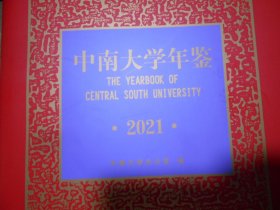 中南大学年鉴
THE YEARBOOK OF
CENTRAL SOUTH UNIVERSITY
2021